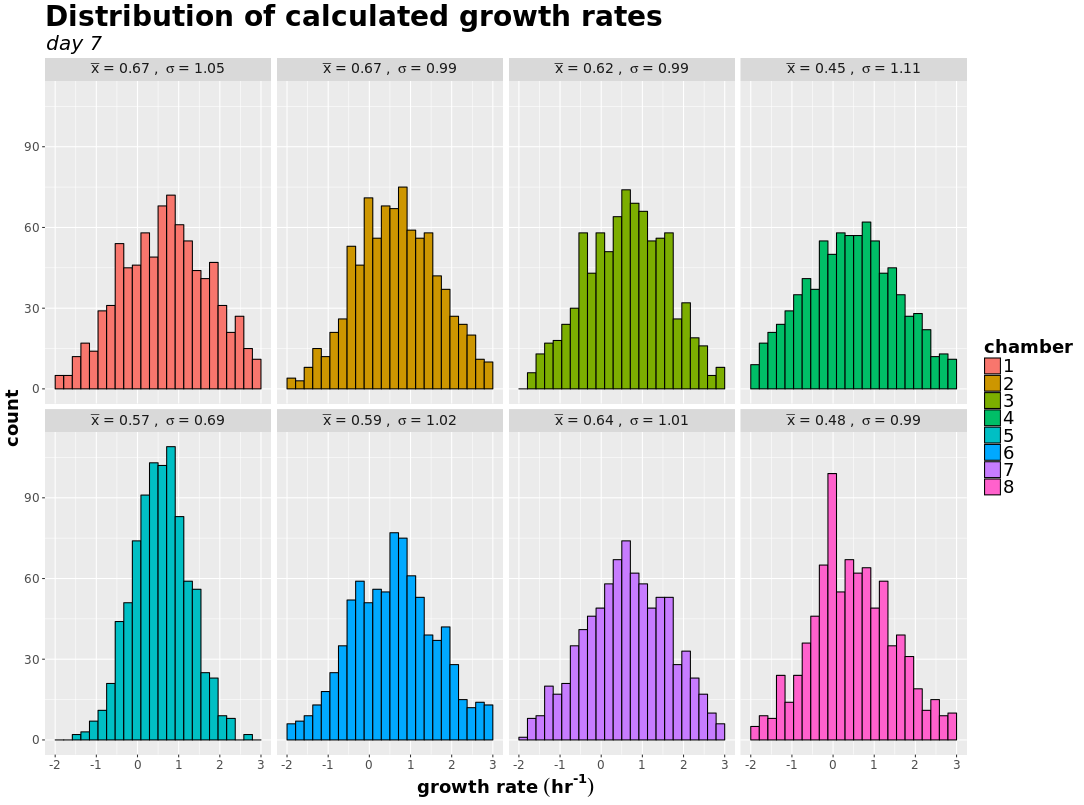 Distribution of calculated growth rates
day 7
x̅ = 0.67 ,  σ = 1.05
x̅ = 0.67 ,  σ = 0.99
x̅ = 0.62 ,  σ = 0.99
x̅ = 0.45 ,  σ = 1.11
90
60
30
0
x̅ = 0.57 ,  σ = 0.69
x̅ = 0.59 ,  σ = 1.02
x̅ = 0.64 ,  σ = 1.01
x̅ = 0.48 ,  σ = 0.99
90
60
30
0
-2 -1 0 1 2 3
-2 -1 0 1 2 3
-2 -1 0 1 2 3
-2 -1 0 1 2 3
count
growth rate (hr⁻¹)
chamber
1
2
3
4
5
6
7
8